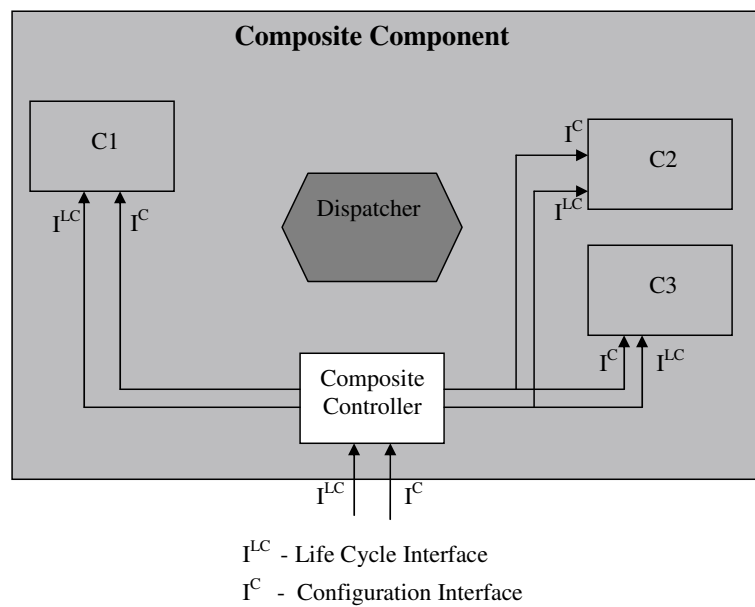 Composite Component
C1
I^C
C2
I^LC
I^LC
I^C
Dispatcher
C3
Composite
Controller
I^C
I^LC
I^LC
I^C
I^LC - Life Cycle Interface
I^C - Configuration Interface